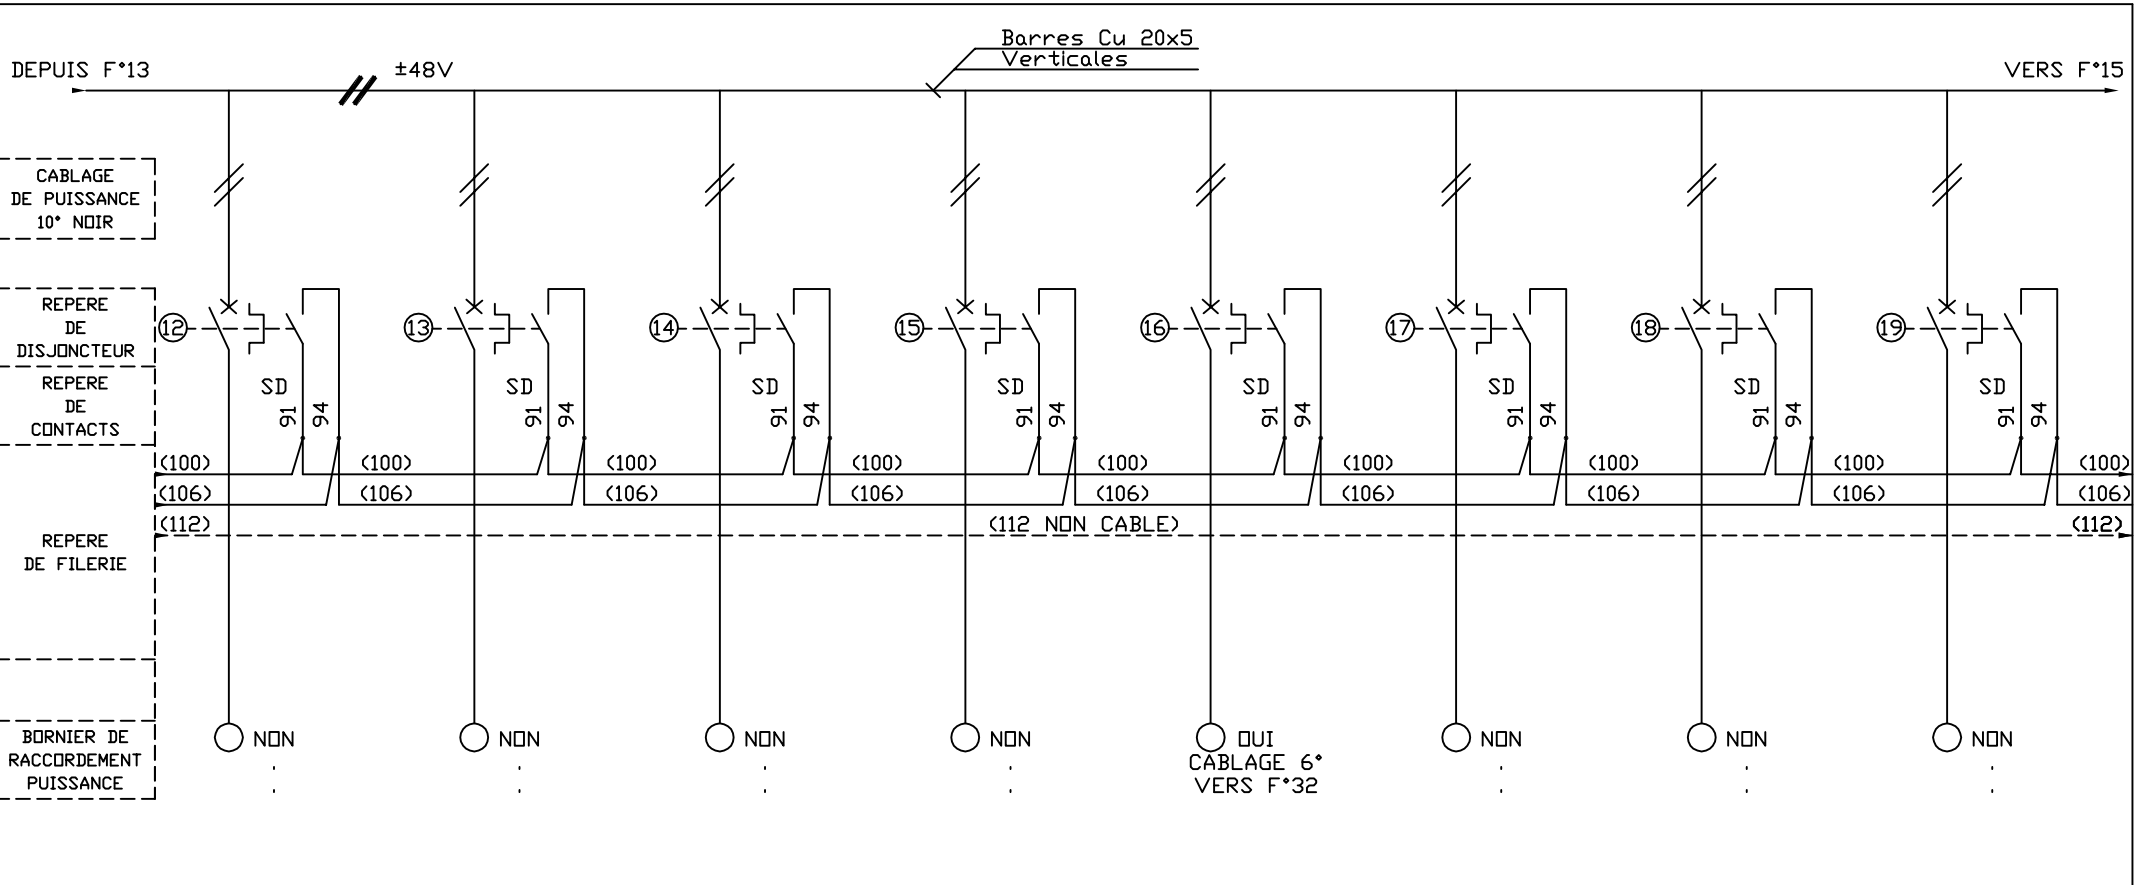 Barres Cu 20x5
Verticales
DEPUIS F°13
±48V
VERS F°15
CABLAGE
DE PUISSANCE
10° NOIR
REPERE
DE
DISJONCTEUR
12 13 14 15 16 17 18 19
REPERE
DE
CONTACTS
SD SD SD SD SD SD SD SD
91 94 91 94 91 94 91 94 91 94 91 94 91 94 91 94
(100) (100) (100) (100) (100) (100) (100) (100) (100)
(106) (106) (106) (106) (106) (106) (106) (106) (106)
(112) (112 NON CABLE) (112)
REPERE
DE FILERIE
BORNIER DE
RACCORDEMENT
PUISSANCE
NON NON NON NON OUI NON NON NON
CABLAGE 6°
VERS F°32